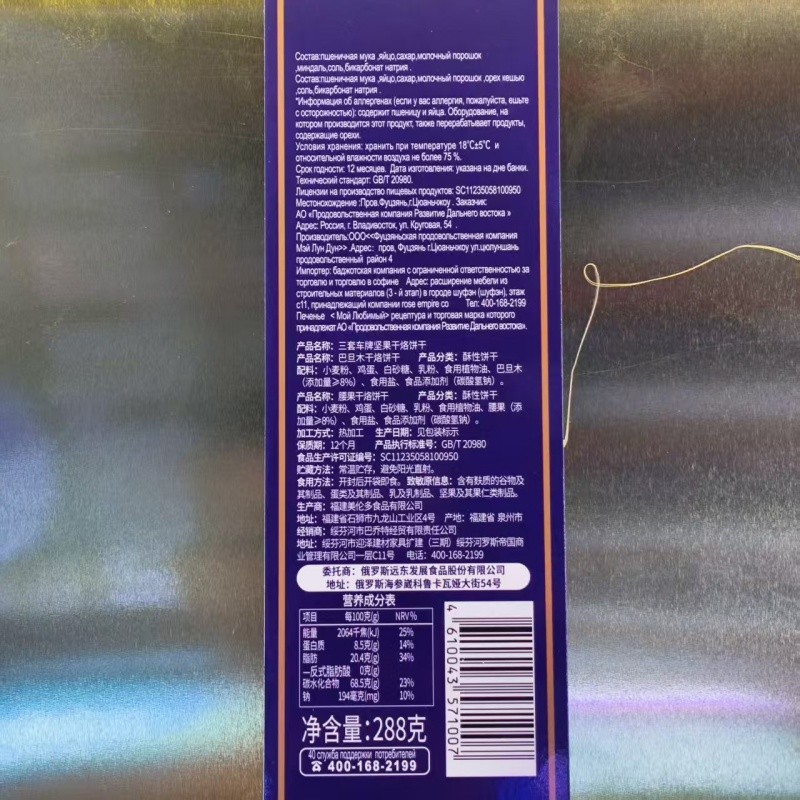 Состав:пшеничная мука ,яйцо,сахар,молочный порошок
,миндаль,соль,бикарбонат натрия .
Состав:пшеничная мука ,яйцо,сахар,молочный порошок ,орех кешью
,соль,бикарбонат натрия .
*Информация об аллергенах (если у вас аллергия, пожалуйста, ешьте
с осторожностью): содержит пшеницу и яйца. Оборудование, на
котором производится этот продукт, также перерабатывает продукты,
содержащие орехи.
Условия хранения: хранить при температуре 18℃±5℃ и
относительной влажности воздуха не более 75 %.
Срок годности: 12 месяцев. Дата изготовления: указана на дне банки.
Технический стандарт: GB/T 20980.
Лицензии на производство пищевых продуктов: SC11235058100950
Местонохождение :Пров.Фуцзянь,г.Цюаньчжоу . Заказчик:
АО «Продовольственная компания Развитие Дальнего востока »
Адрес: Россия, г. Владивосток, ул. Круговая, 54 .
Производитель:ООО<<Фуцзяньская продовольственная компания
Мэй Лун Дун>> .Адрес: пров, Фуцзянь г.Цюаньчжоу ул.цюлуншань
продовольственный район 4
Импортер: баджотская компания с ограниченной ответственностью за
торговлю и торговлю в софине Адрес: расширение мебели из
строительных материалов (3 - й этап) в городе шуфэн (шуфэн), этаж
с11, принадлежащий компании rose empire co Тел: 400-168-2199
Печенье < Мой Любимый> рецептура и торговая марка которого
принадлежат АО «Продовольственная компания Развитие Дальнего востока».
产品名称：三套车牌坚果干烙饼干
产品名称：巴旦木干烙饼干 产品分类：酥性饼干
配料：小麦粉、鸡蛋、白砂糖、乳粉、食用植物油、巴旦木
（添加量≥8%）、食用盐、食品添加剂（碳酸氢钠）。
产品名称：腰果干烙饼干 产品分类：酥性饼干
配料：小麦粉、鸡蛋、白砂糖、乳粉、食用植物油、腰果（添
加量≥8%）、食用盐、食品添加剂（碳酸氢钠）。
加工方式：热加工 生产日期：见包装标示
保质期：12个月 产品执行标准号：GB/T 20980
食品生产许可证编号：SC11235058100950
贮藏方法：常温贮存，避免阳光直射。
食用方法：开封后开袋即食。致敏原信息：含有麸质的谷物及
其制品、蛋类及其制品、乳及乳制品、坚果及其果仁类制品。
生产商：福建美伦多食品有限公司
地址：福建省石狮市九龙山工业区4号 产地：福建省 泉州市
经销商：绥芬河市巴乔特经贸有限责任公司
地址：绥芬河市迎泽建材家具扩建（三期）绥芬河罗斯帝国商
业管理有限公司一层C11号 电话：400-168-2199
委托商：俄罗斯远东发展食品股份有限公司
地址：俄罗斯海参崴科鲁卡瓦娅大街54号
营养成分表
项目 每100克(g) NRV%
能量 2064千焦(kJ) 25%
蛋白质 8.5克(g) 14%
脂肪 20.4克(g) 34%
—反式脂肪酸 0克(g)
碳水化合物 68.5克(g) 23%
钠 194毫克(mg) 10%
净含量：288克
40 служба поддержки потребителей
☎ 400-168-2199
4 610043 571007